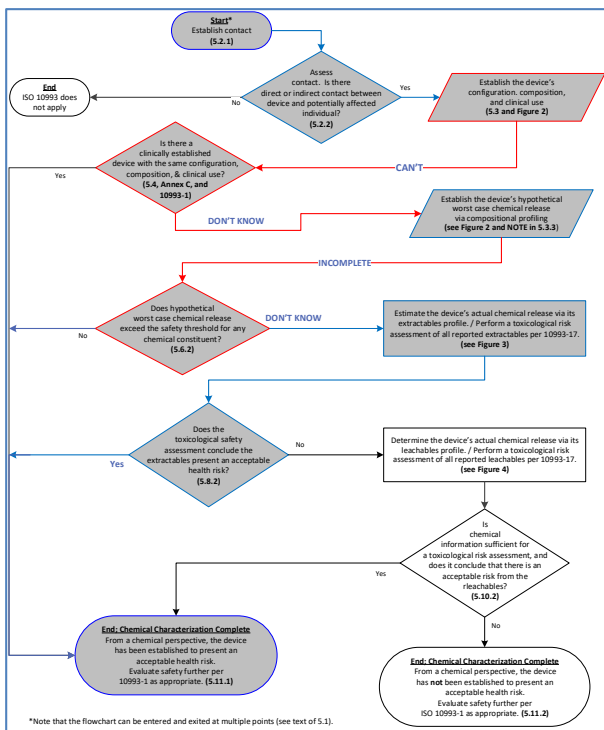 Start*
Establish contact
(5.2.1)
Assess
contact. Is there
direct or indirect contact between
device and potentially affected
individual?
(5.2.2)
No
Yes
End
ISO 10993 does
not apply
Establish the device's
configuration. composition,
and clinical use
(5.3 and Figure 2)
CAN'T
Is there a
clinically established
device with the same configuration,
composition, & clinical use?
(5.4, Annex C, and
10993-1)
Yes
DON'T KNOW
Establish the device's hypothetical
worst case chemical release
via compositional profiling
(see Figure 2 and NOTE in 5.3.3)
INCOMPLETE
Does hypothetical
worst case chemical release
exceed the safety threshold for any
chemical constituent?
(5.6.2)
No
DON'T KNOW
Estimate the device's actual chemical release via its
extractables profile. / Perform a toxicological risk
assessment of all reported extractables per 10993-17.
(see Figure 3)
Does the
toxicological safety
assessment conclude the
extractables present an acceptable
health risk?
(5.8.2)
Yes
No
Determine the device's actual chemical release via its
leachables profile. / Perform a toxicological risk
assessment of all reported leachables per 10993-17.
(see Figure 4)
Is
chemical
information sufficient for
a toxicological risk assessment, and
does it conclude that there is an
acceptable risk from the
rleachables?
(5.10.2)
Yes
No
End; Chemical Characterization Complete
From a chemical perspective, the device
has been established to present an
acceptable health risk.
Evaluate safety further per
10993-1 as appropriate. (5.11.1)
End: Chemical Characterization Complete
From a chemical perspective, the device
has not been established to present an
acceptable health risk.
Evaluate safety further per
ISO 10993-1 as appropriate. (5.11.2)
*Note that the flowchart can be entered and exited at multiple points (see text of 5.1).